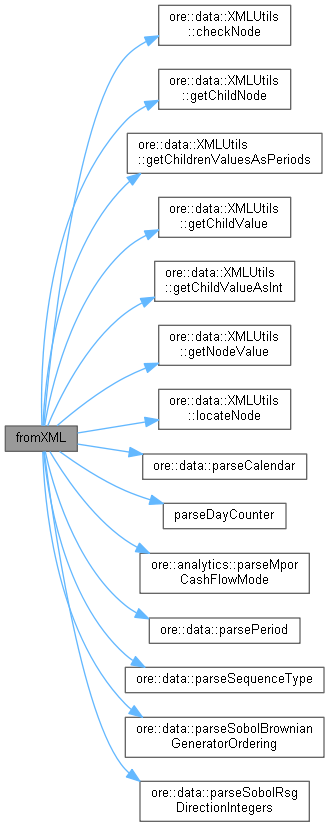 ore::data::XMLUtils
::checkNode
ore::data::XMLUtils
::getChildNode
ore::data::XMLUtils
::getChildrenValuesAsPeriods
ore::data::XMLUtils
::getChildValue
ore::data::XMLUtils
::getChildValueAsInt
ore::data::XMLUtils
::getNodeValue
ore::data::XMLUtils
::locateNode
fromXML
ore::data::parseCalendar
parseDayCounter
ore::analytics::parseMpor
CashFlowMode
ore::data::parsePeriod
ore::data::parseSequenceType
ore::data::parseSobolBrownian
GeneratorOrdering
ore::data::parseSobolRsg
DirectionIntegers